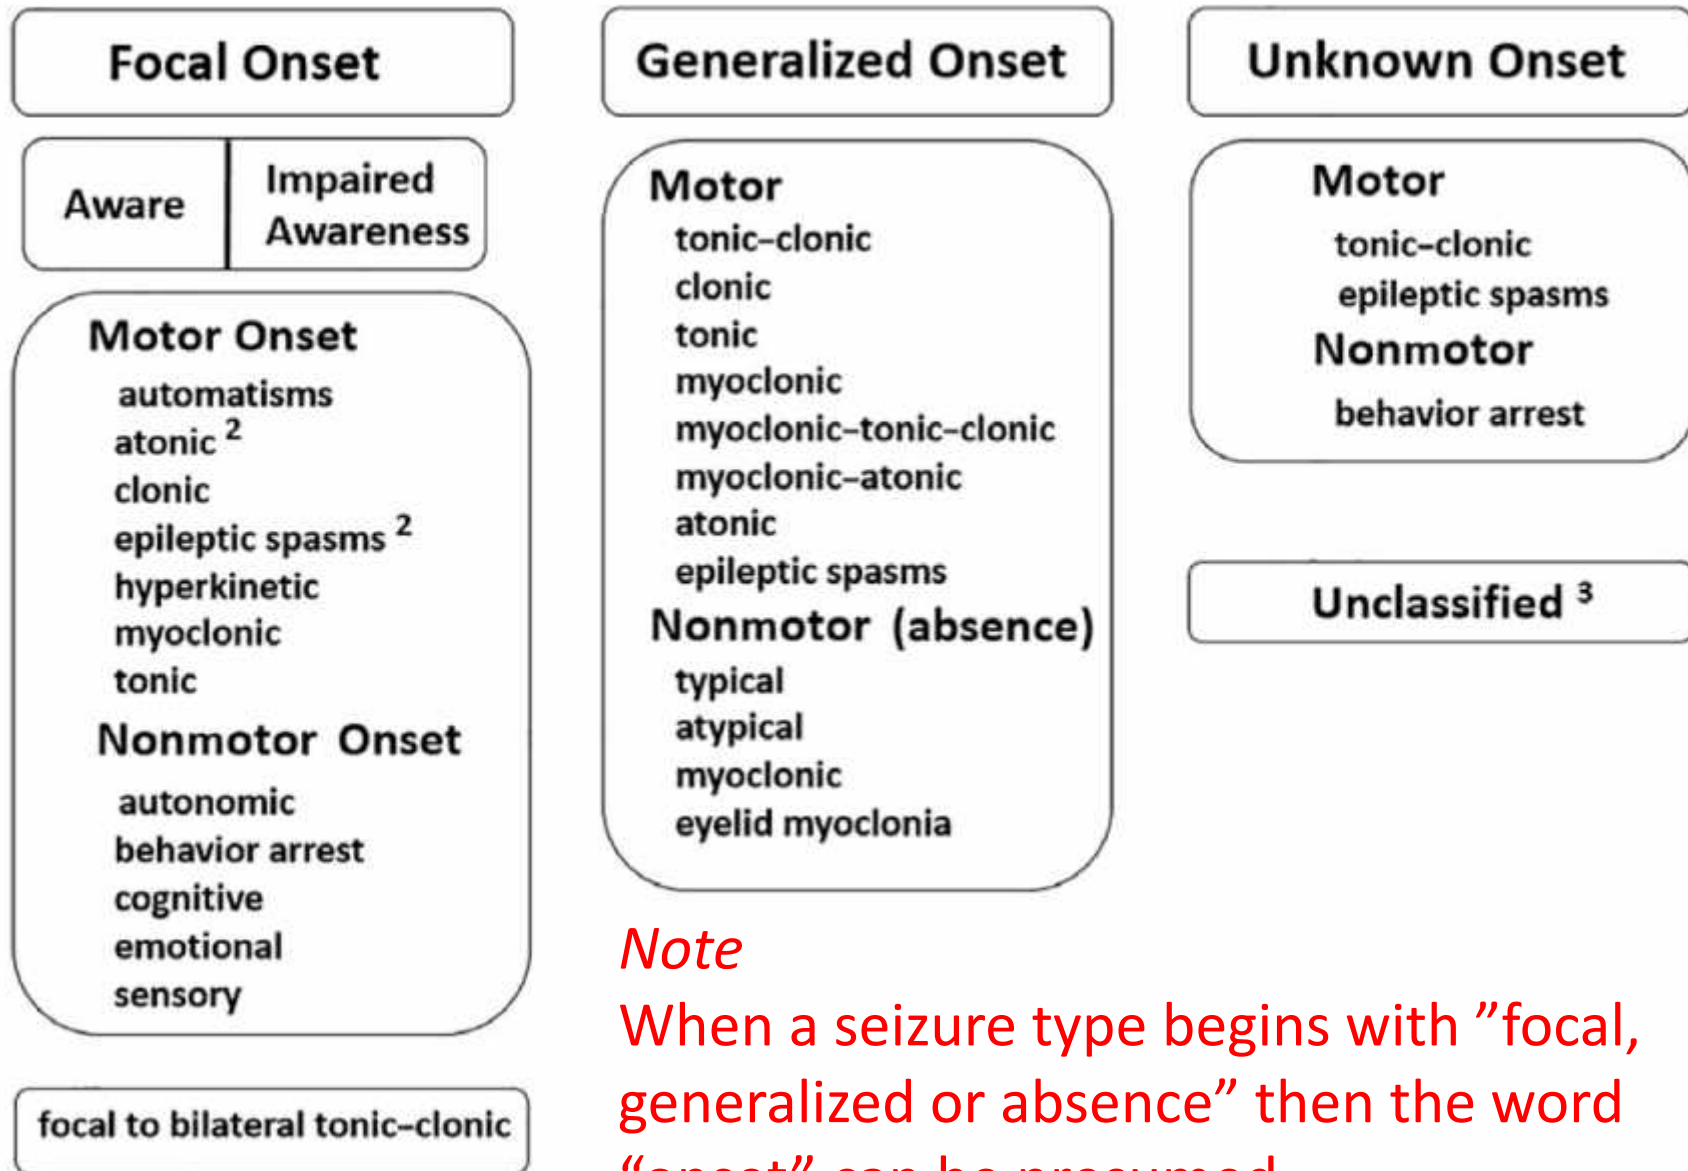 Focal Onset
Aware
Impaired
Awareness
Motor Onset
automatisms
atonic 2
clonic
epileptic spasms 2
hyperkinetic
myoclonic
tonic
Nonmotor Onset
autonomic
behavior arrest
cognitive
emotional
sensory
focal to bilateral tonic–clonic
Generalized Onset
Motor
tonic–clonic
clonic
tonic
myoclonic
myoclonic–tonic–clonic
myoclonic–atonic
atonic
epileptic spasms
Nonmotor (absence)
typical
atypical
myoclonic
eyelid myoclonia
Unknown Onset
Motor
tonic–clonic
epileptic spasms
Nonmotor
behavior arrest
Unclassified 3
Note
When a seizure type begins with ”focal,
generalized or absence” then the word
“onset” can be presumed